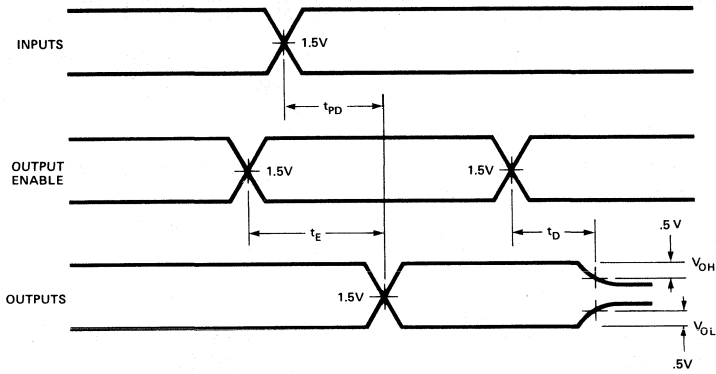 INPUTS
1.5V
tPD
OUTPUT
ENABLE
1.5V
1.5V
tE
tD
.5 V
VOH
OUTPUTS
1.5V
VOL
.5V